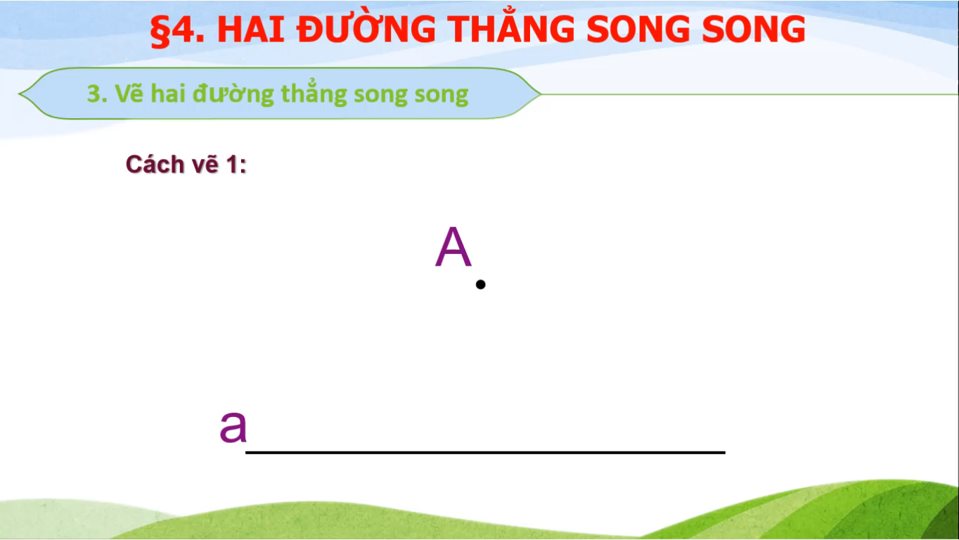 §4. HAI ĐƯỜNG THẲNG SONG SONG
3. Vẽ hai đường thẳng song song
Cách vẽ 1:
A
a